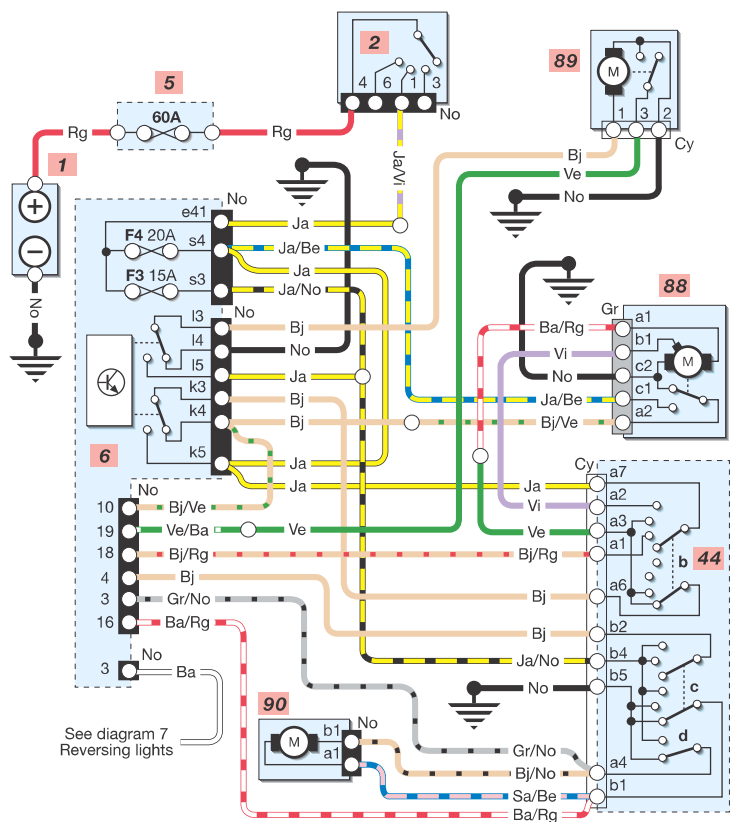 2
4 6 1 3
No
5
60A
Rg
Rg
1
No
89
M
1 3 2
Cy
Bj
Ve
No
Ja/Vi
No
e41
Ja
F4 20A
s4
Ja/Be
Ja
F3 15A
s3
Ja/No
No
l3
Bj
l4
No
l5
Ja
k3
Bj
k4
Bj
Bj/Ve
k5
Ja
Ja
Ja
6
88
Gr
a1
Ba/Rg
b1
Vi
M
c2
No
c1
Ja/Be
a2
No
10
Bj/Ve
19
Ve/Ba
Ve
18
Bj/Rg
Bj/Rg
4
Bj
3
Gr/No
16
Ba/Rg
No
3
Ba
See diagram 7
Reversing lights
Cy
a7
a2
Vi
a3
Ve
a1
b
44
a6
Bj
b2
Bj
b4
Ja/No
b5
No
c
d
a4
Gr/No
Bj/No
b1
Sa/Be
Ba/Rg
90
No
M
b1
a1